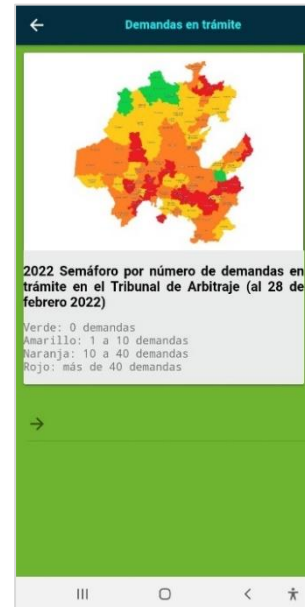 Demandas en trámite
2022 Semáforo por número de demandas en
trámite en el Tribunal de Arbitraje (al 28 de
febrero 2022)
Verde: 0 demandas
Amarillo: 1 a 10 demandas
Naranja: 10 a 40 demandas
Rojo: más de 40 demandas